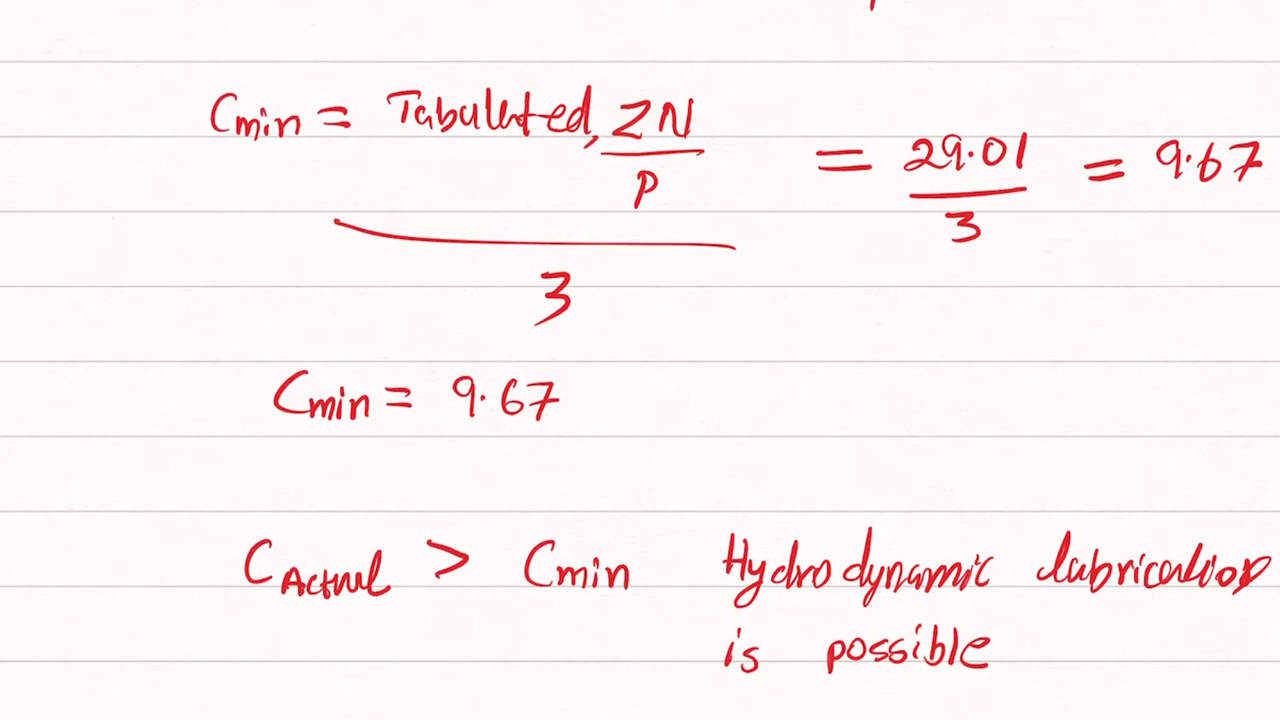 Cmin = Tabulated, ZN/P / 3 = 29.01/3 = 9.67
Cmin = 9.67
CActual > Cmin Hydrodynamic lubrication
is possible